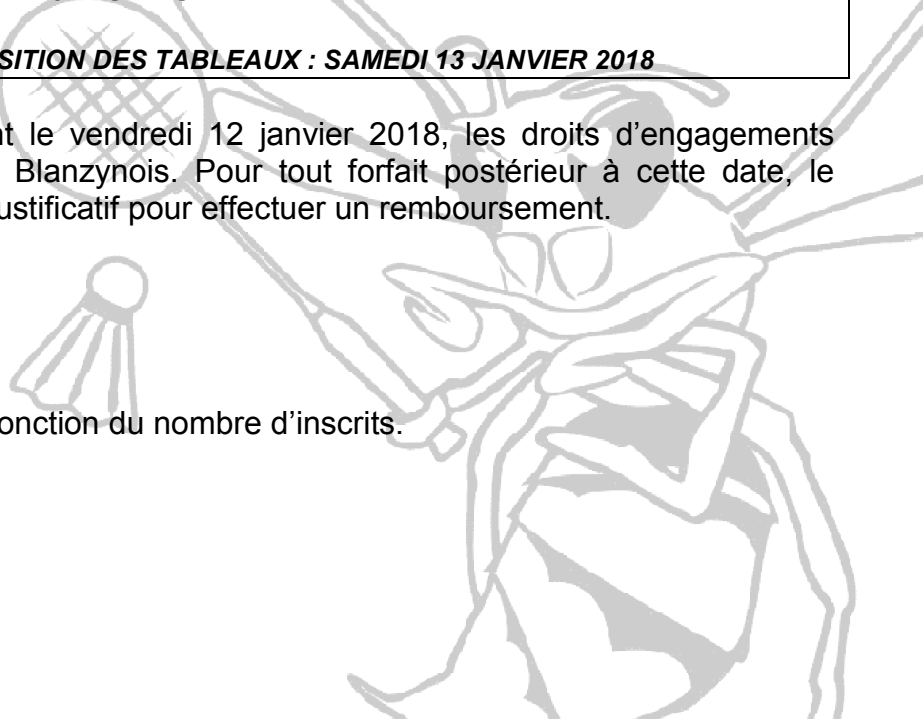 SITION DES TABLEAUX : SAMEDI 13 JANVIER 2018
t le vendredi 12 janvier 2018, les droits d’engagements
Blanzynois. Pour tout forfait postérieur à cette date, le
ustificatif pour effectuer un remboursement.
onction du nombre d’inscrits.